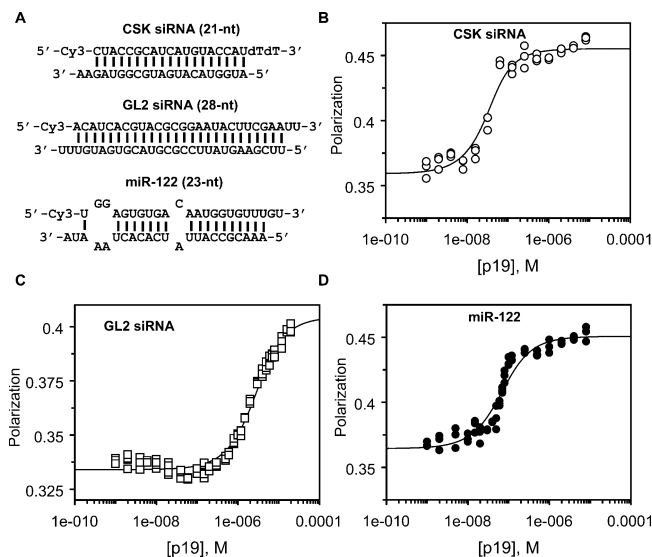 A
CSK siRNA (21-nt)
5'-Cy3-CUACCGCAUCAUGUACCAUdTdT-3'
3'-AAGAUGGCGUAGUACAUGGUA-5'
GL2 siRNA (28-nt)
5'-Cy3-ACAUCACGUACGCGGAAUACUUCGAAUU-3'
3'-UUUGUAGUGCAUGCGCCUUAUGAAGCUU-5'
miR-122 (23-nt)
GG C
5'-Cy3-U AGUGUGA AAUGGUGUUUGU-3'
3'-AUA UCACACU UUACCGCAAA-5'
AA A
B
CSK siRNA
Polarization
0.45
0.4
0.35
1e-010 1e-008 1e-006 0.0001
[p19], M
C
GL2 siRNA
Polarization
0.4
0.375
0.35
0.325
1e-010 1e-008 1e-006 0.0001
[p19], M
D
miR-122
Polarization
0.45
0.4
0.35
1e-010 1e-008 1e-006 0.0001
[p19], M